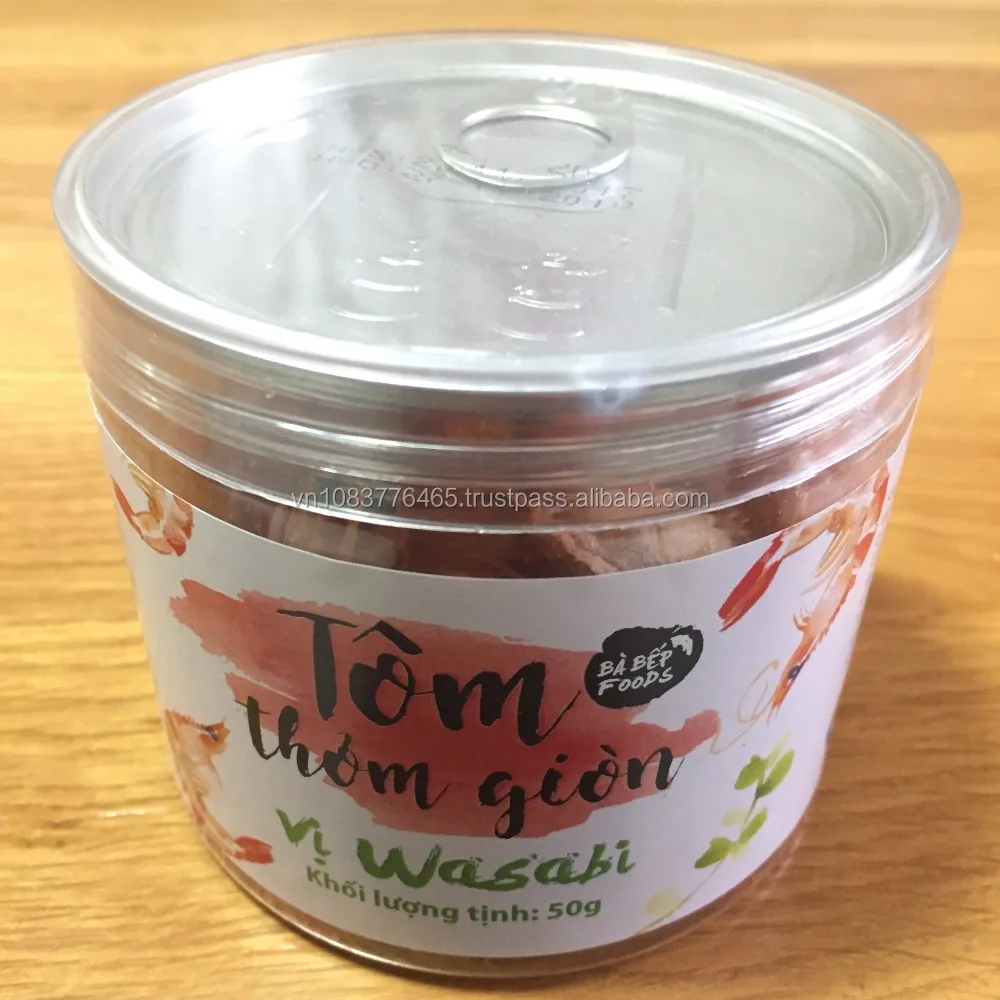 vn1083776465.trustpass.alibaba.com
Tôm
BÀ BẾP
FOODS
thơm giòn
Vị Wasabi
Khối lượng tịnh: 50g